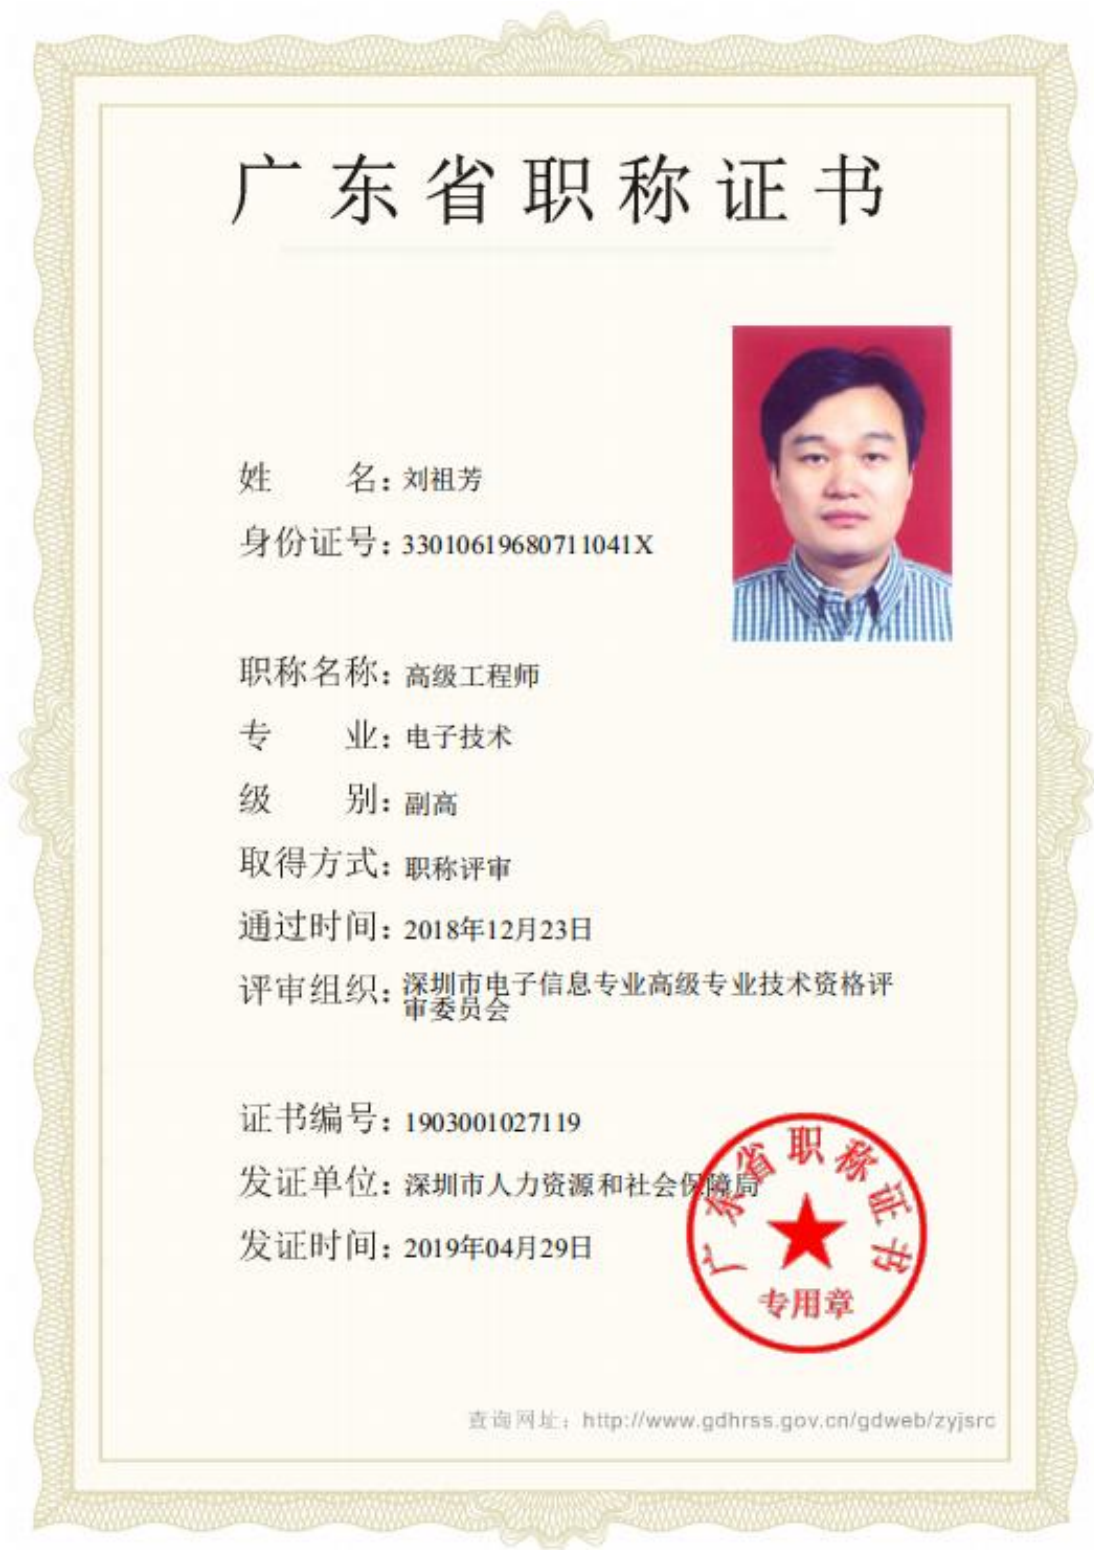 广东省职称证书
姓 名：刘祖芳
身份证号：33010619680711041X
职称名称：高级工程师
专 业：电子技术
级 别：副高
取得方式：职称评审
通过时间：2018年12月23日
评审组织：深圳市电子信息专业高级专业技术资格评
审委员会
证书编号：1903001027119
发证单位：深圳市人力资源和社会保障局
发证时间：2019年04月29日
广东省职称证书
专用章
查询网址：http://www.gdhrss.gov.cn/gdweb/zyjsrc